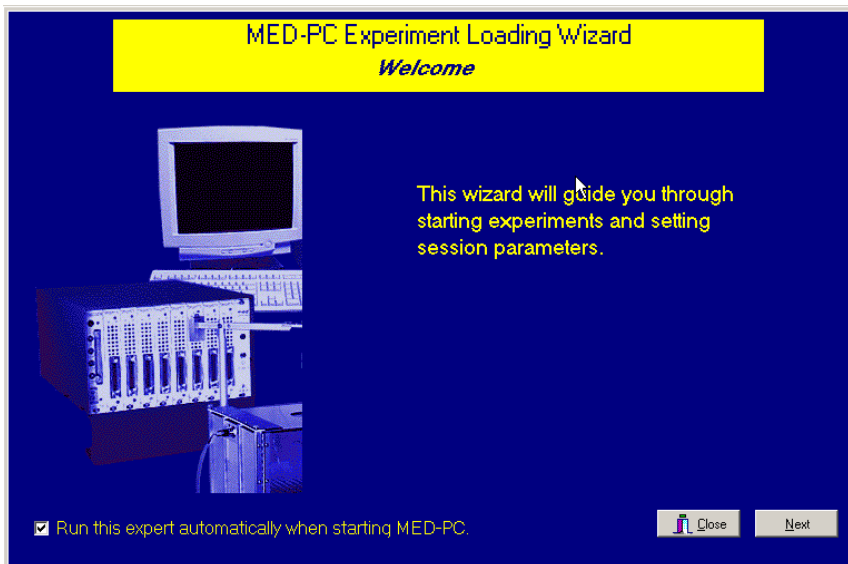 MED-PC Experiment Loading Wizard
Welcome
This wizard will guide you through
starting experiments and setting
session parameters.
Run this expert automatically when starting MED-PC.
Close
Next